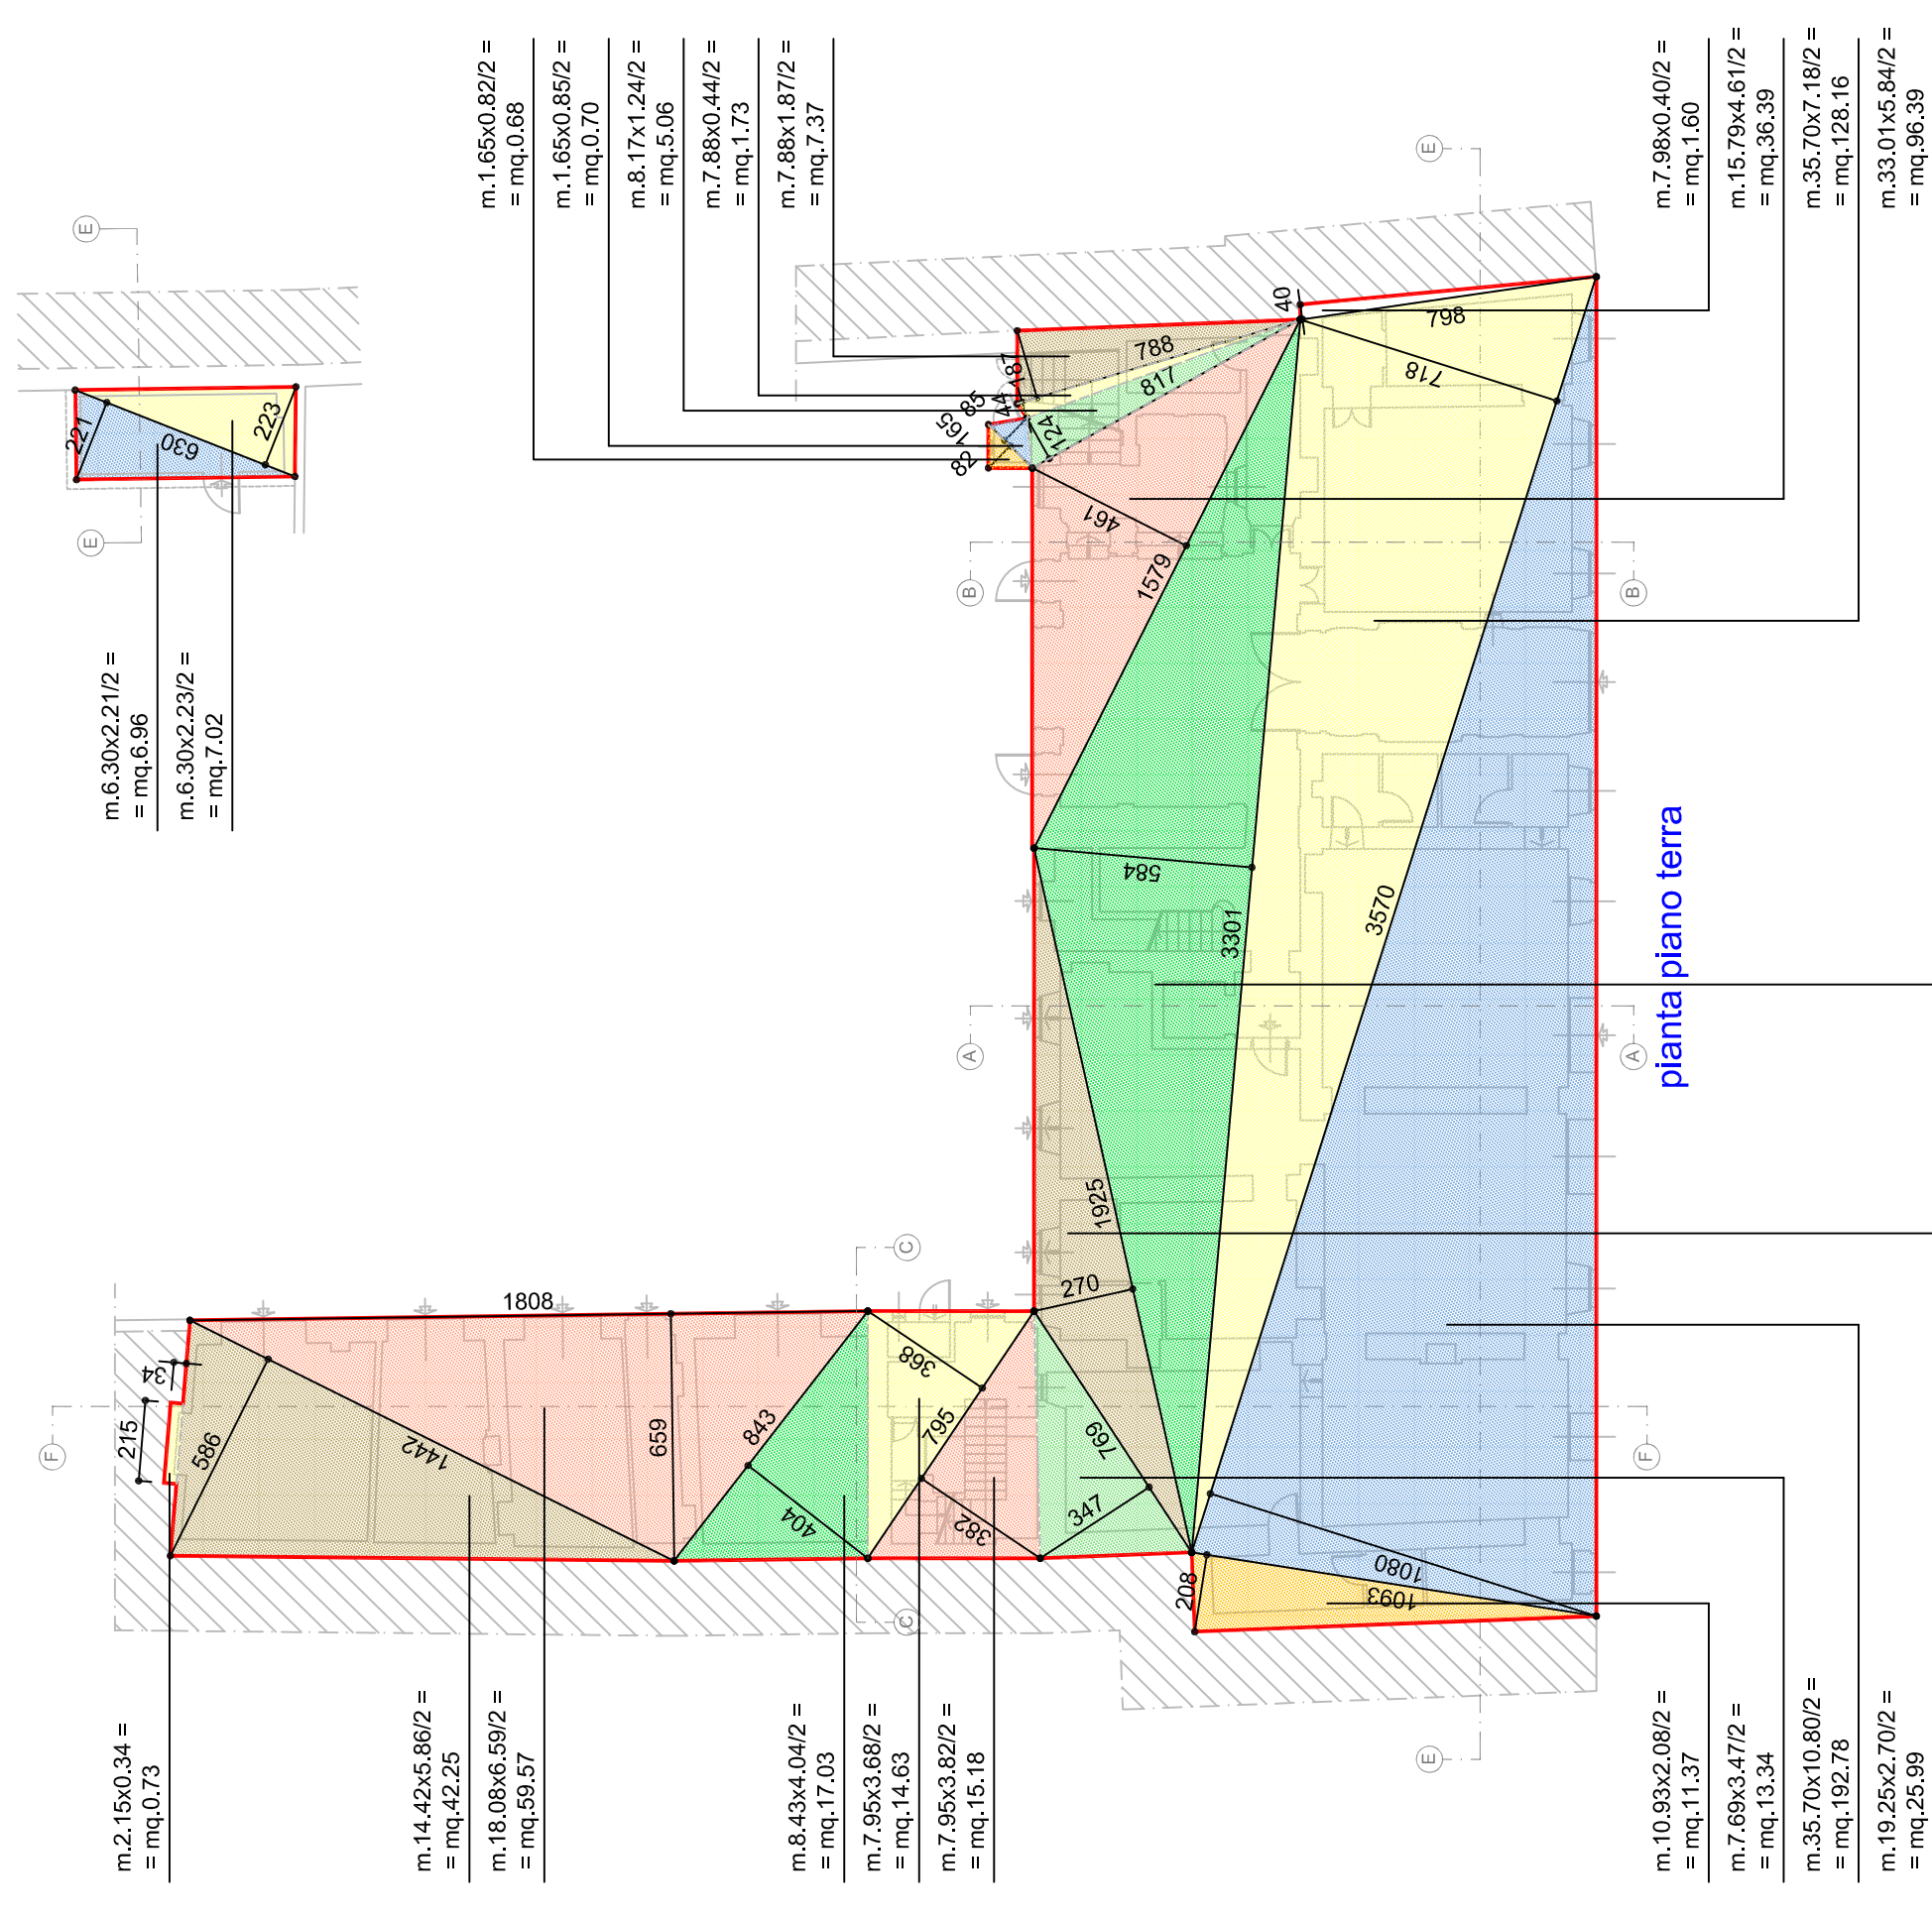 m.6.30x2.21/2 =
= mq.6.96
m.6.30x2.23/2 =
= mq.7.02
m.1.65x0.82/2 =
= mq.0.68
m.1.65x0.85/2 =
= mq.0.70
m.8.17x1.24/2 =
= mq.5.06
m.7.88x0.44/2 =
= mq.1.73
m.7.88x1.87/2 =
= mq.7.37
m.7.98x0.40/2 =
= mq.1.60
m.15.79x4.61/2 =
= mq.36.39
m.35.70x7.18/2 =
= mq.128.16
m.33.01x5.84/2 =
= mq.96.39
E
E
221
630
223
E
40
798
718
788
187
817
44
85
165
124
82
461
1579
B
B
584
3301
3570
pianta piano terra
A
A
1925
270
C
1808
34
215
586
1442
659
843
404
368
795
382
769
347
F
F
208
1080
1093
C
E
m.2.15x0.34 =
= mq.0.73
m.14.42x5.86/2 =
= mq.42.25
m.18.08x6.59/2 =
= mq.59.57
m.8.43x4.04/2 =
= mq.17.03
m.7.95x3.68/2 =
= mq.14.63
m.7.95x3.82/2 =
= mq.15.18
m.10.93x2.08/2 =
= mq.11.37
m.7.69x3.47/2 =
= mq.13.34
m.35.70x10.80/2 =
= mq.192.78
m.19.25x2.70/2 =
= mq.25.99